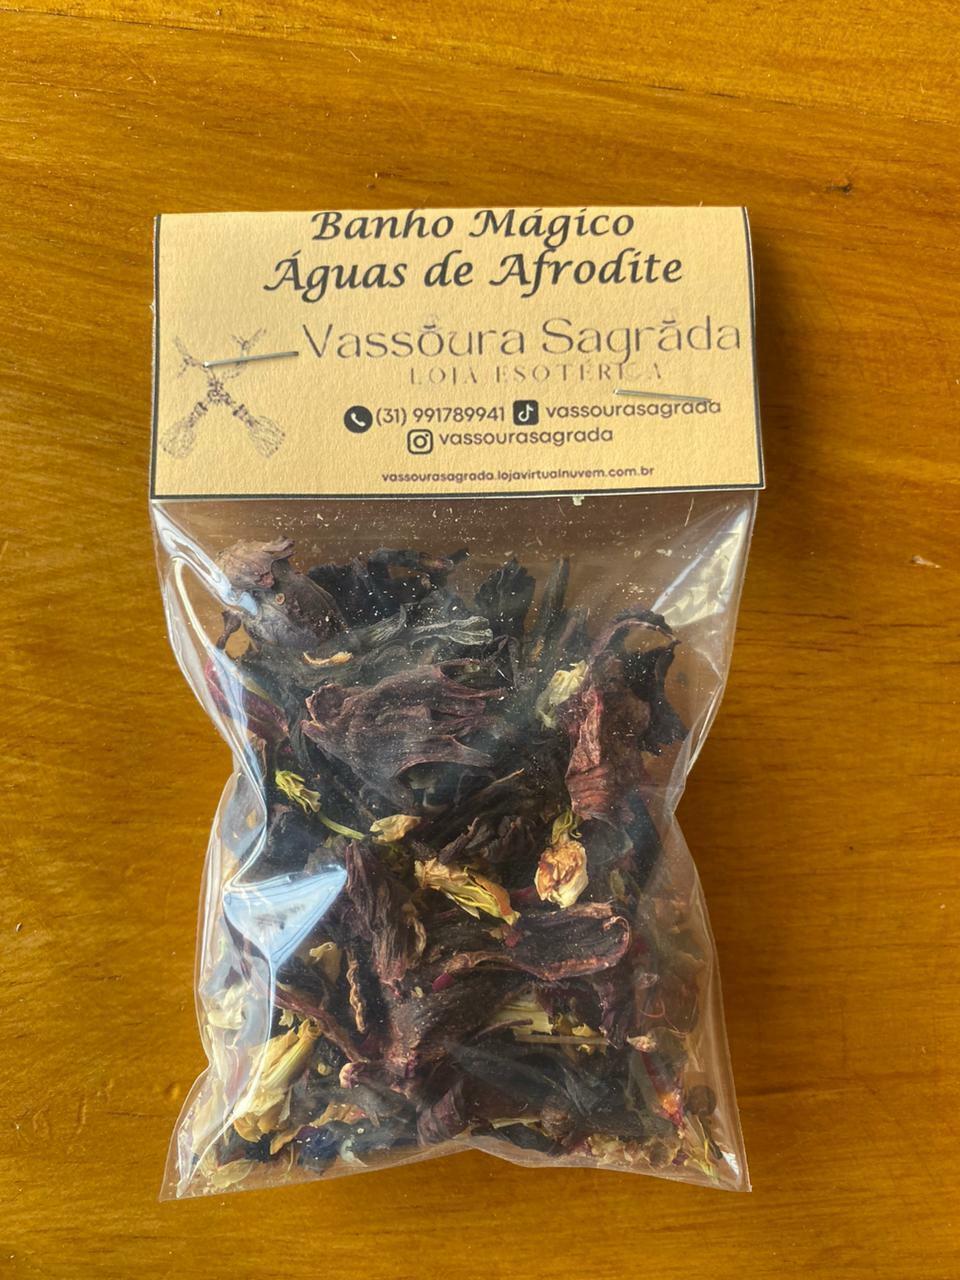 Banho Mágico
Águas de Afrodite
Vassoura Sagrada
LOJA ESOTÉRICA
(31) 991789941 vassourasagrada
vassourasagrada
vassourasagrada.lojavirtualnuvem.com.br